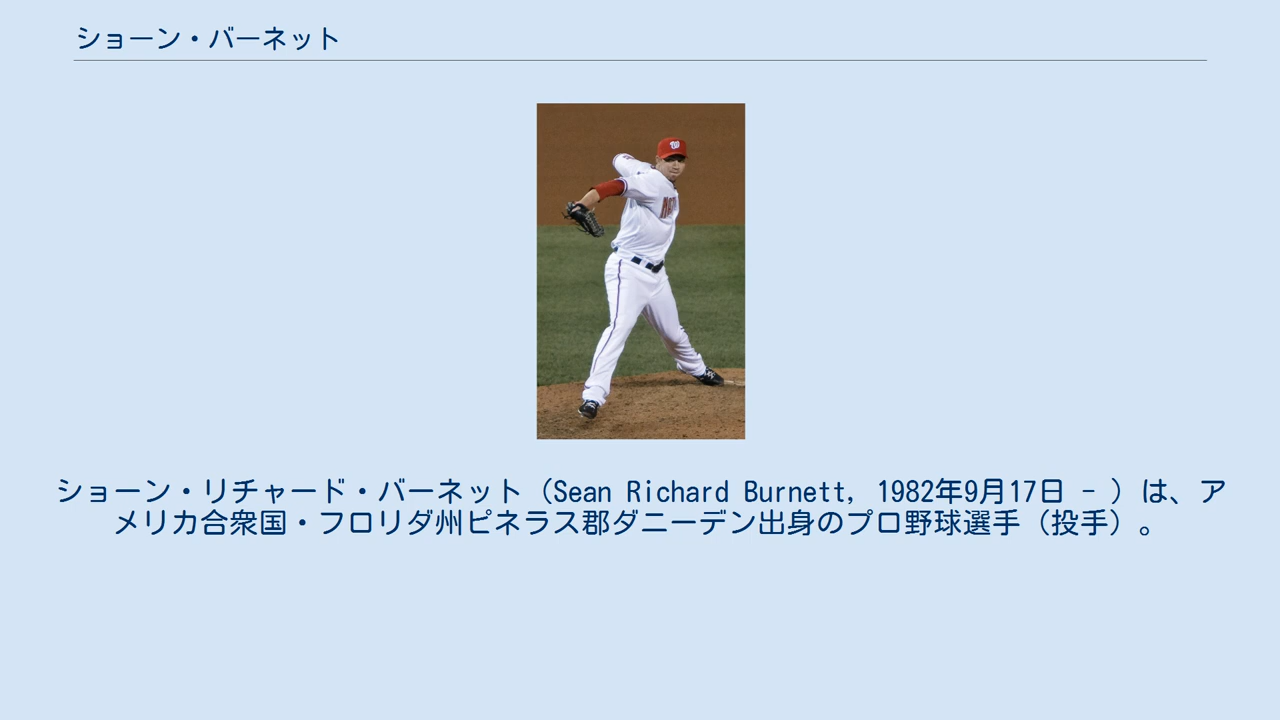 ショーン・バーネット
ショーン・リチャード・バーネット（Sean Richard Burnett, 1982年9月17日 - ）は、ア
メリカ合衆国・フロリダ州ピネラス郡ダニーデン出身のプロ野球選手（投手）。